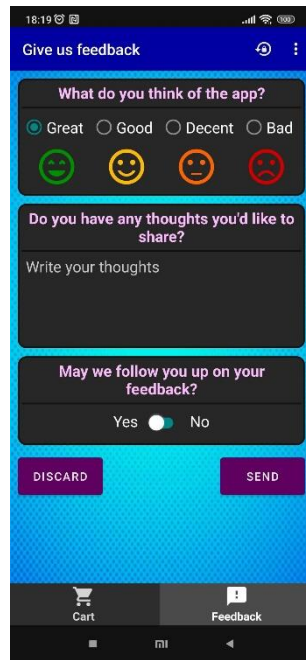 18:19
100
Give us feedback
What do you think of the app?
Great Good Decent Bad
Do you have any thoughts you'd like to
share?
Write your thoughts
May we follow you up on your
feedback?
Yes No
DISCARD SEND
Cart Feedback